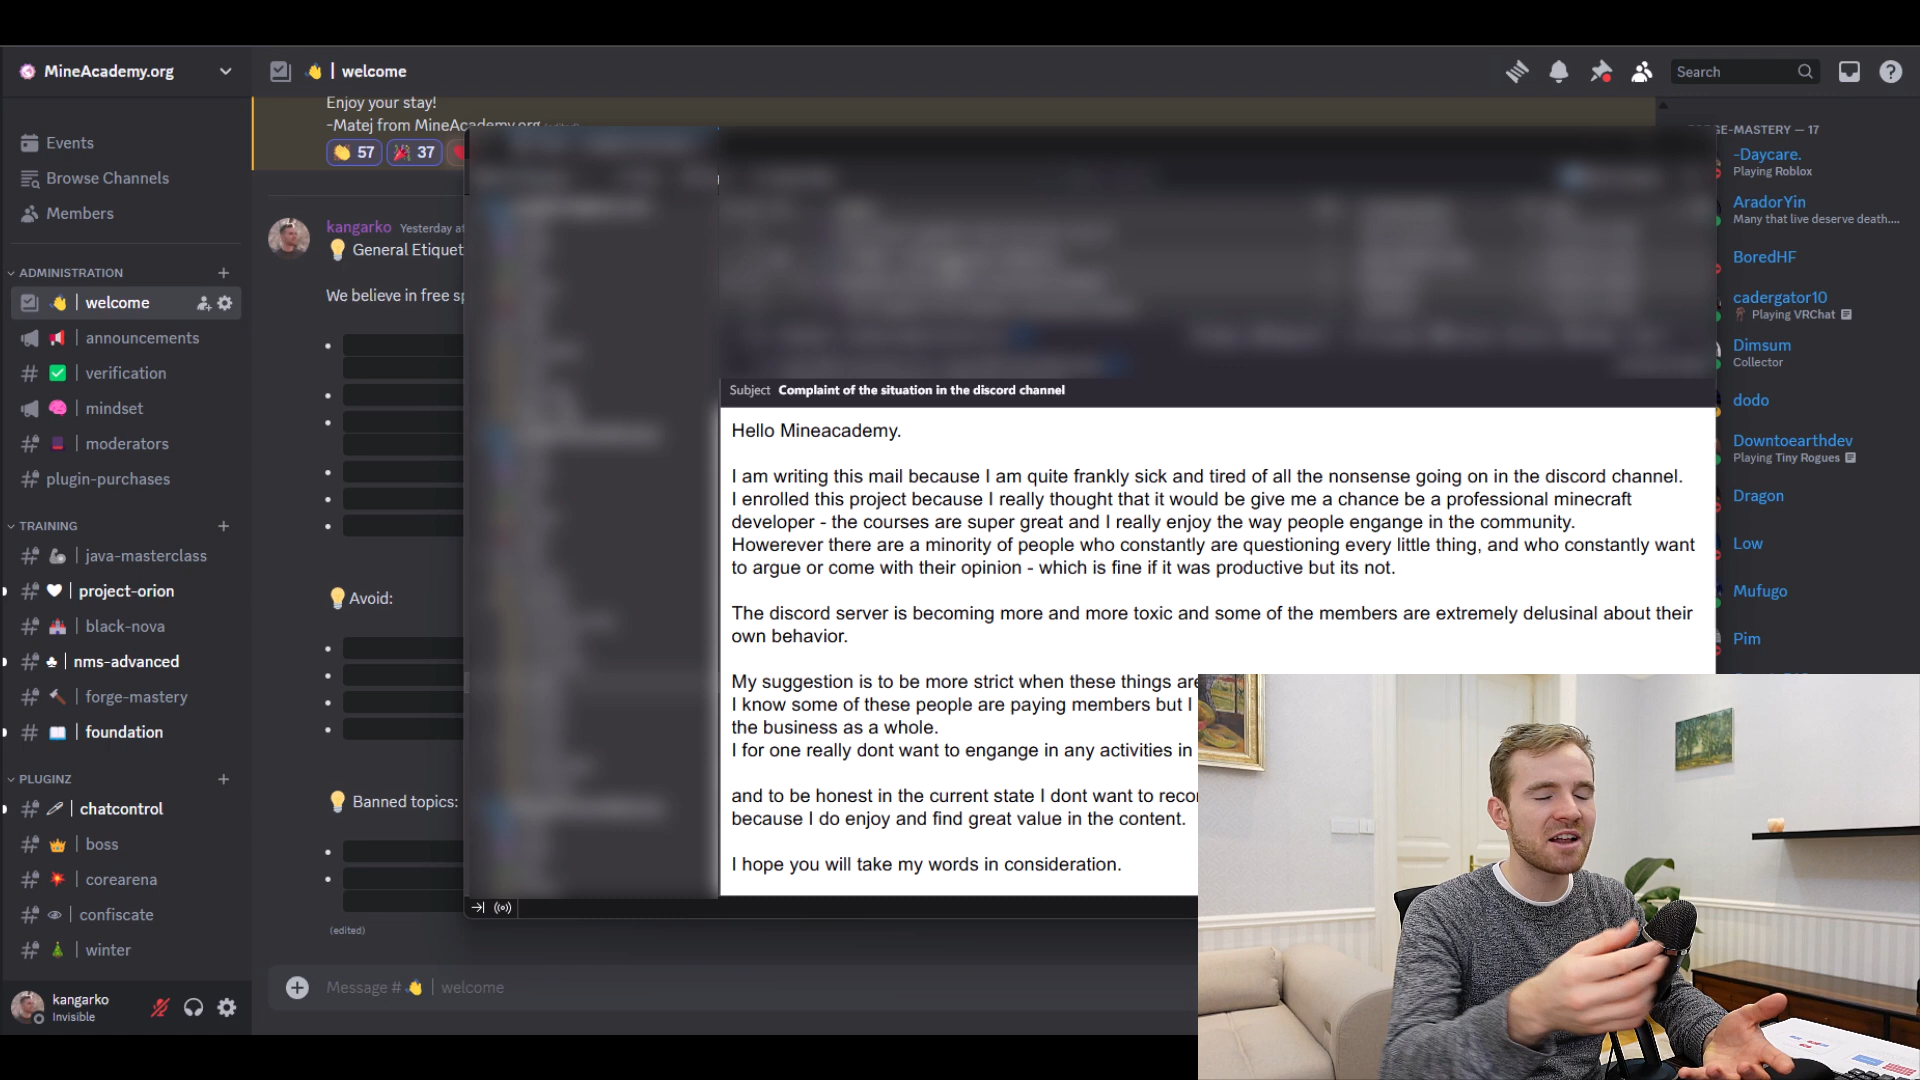 MineAcademy.org
Events
Browse Channels
Members
ADMINISTRATION
welcome
announcements
verification
mindset
moderators
plugin-purchases
TRAINING
java-masterclass
project-orion
black-nova
nms-advanced
forge-mastery
foundation
PLUGINZ
chatcontrol
boss
corearena
confiscate
winter
kangarko
Invisible
| welcome
Search
Enjoy your stay!
-Matej from MineAcademy.org
57
37
kangarko Yesterday
General Etiquet
We believe in free
Avoid:
Banned topics:
(edited)
Message # | welcome
Subject Complaint of the situation in the discord channel
Hello Mineacademy.
I am writing this mail because I am quite frankly sick and tired of all the nonsense going on in the discord channel.
I enrolled this project because I really thought that it would be give me a chance be a professional minecraft
developer - the courses are super great and I really enjoy the way people engange in the community.
Howerever there are a minority of people who constantly are questioning every little thing, and who constantly want
to argue or come with their opinion - which is fine if it was productive but its not.
The discord server is becoming more and more toxic and some of the members are extremely delusinal about their
own behavior.
My suggestion is to be more strict when these things are
I know some of these people are paying members but I
the business as a whole.
I for one really dont want to engange in any activities in
and to be honest in the current state I dont want to reco
because I do enjoy and find great value in the content.
I hope you will take my words in consideration.
GE-MASTERY — 17
-Daycare.
Playing Roblox
AradorYin
Many that live deserve death....
BoredHF
cadergator10
Playing VRChat
Dimsum
Collector
dodo
Downtoearthdev
Playing Tiny Rogues
Dragon
Low
Mufugo
Pim